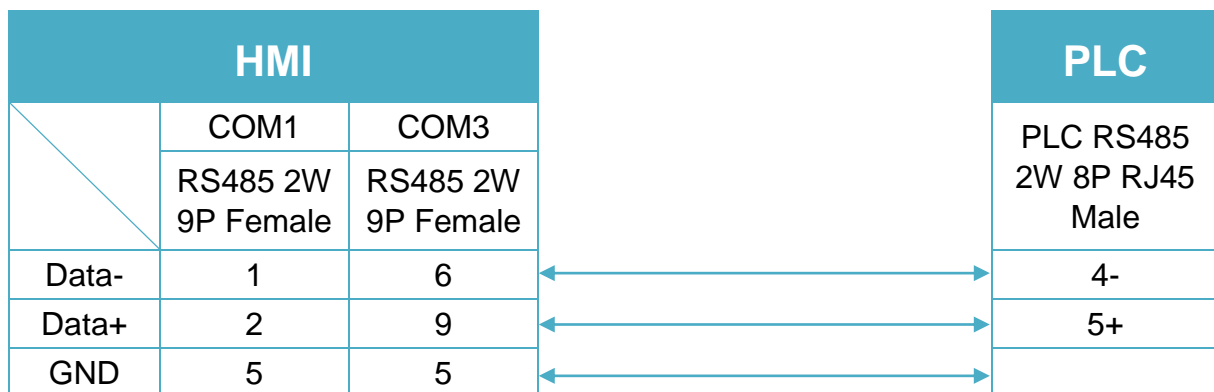 HMI
PLC
COM1 COM3
RS485 2W
9P Female
RS485 2W
9P Female
PLC RS485
2W 8P RJ45
Male
Data- 1 6 4-
Data+ 2 9 5+
GND 5 5